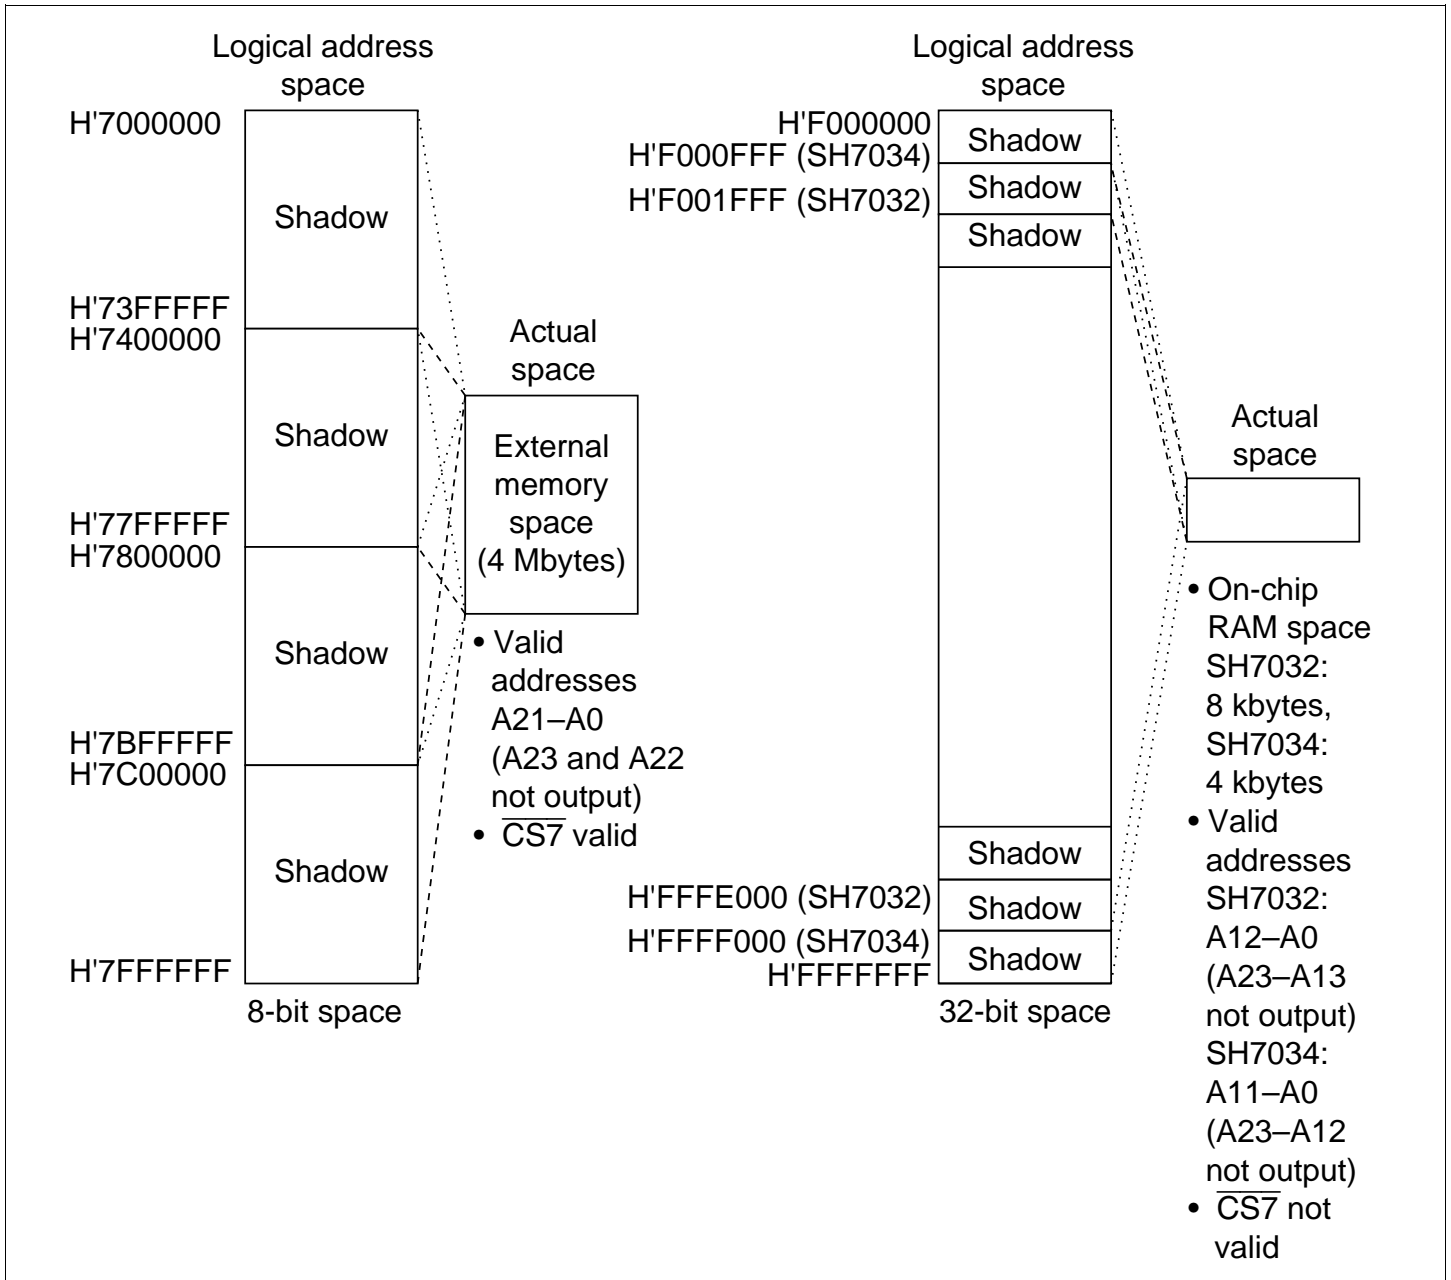 Logical address
space
H'7000000
Shadow
H'73FFFFF
H'7400000
Shadow
H'77FFFFF
H'7800000
Shadow
H'7BFFFFF
H'7C00000
Shadow
H'7FFFFFF
8-bit space
Actual
space
External
memory
space
(4 Mbytes)
• Valid
addresses
A21–A0
(A23 and A22
not output)
• C̅S̅7̅ valid
Logical address
space
H'F000000
Shadow
H'F000FFF (SH7034)
Shadow
H'F001FFF (SH7032)
Shadow
Shadow
H'FFFE000 (SH7032)
Shadow
H'FFFF000 (SH7034)
Shadow
H'FFFFFFF
32-bit space
Actual
space
• On-chip
RAM space
SH7032:
8 kbytes,
SH7034:
4 kbytes
• Valid
addresses
SH7032:
A12–A0
(A23–A13
not output)
SH7034:
A11–A0
(A23–A12
not output)
• C̅S̅7̅ not
valid